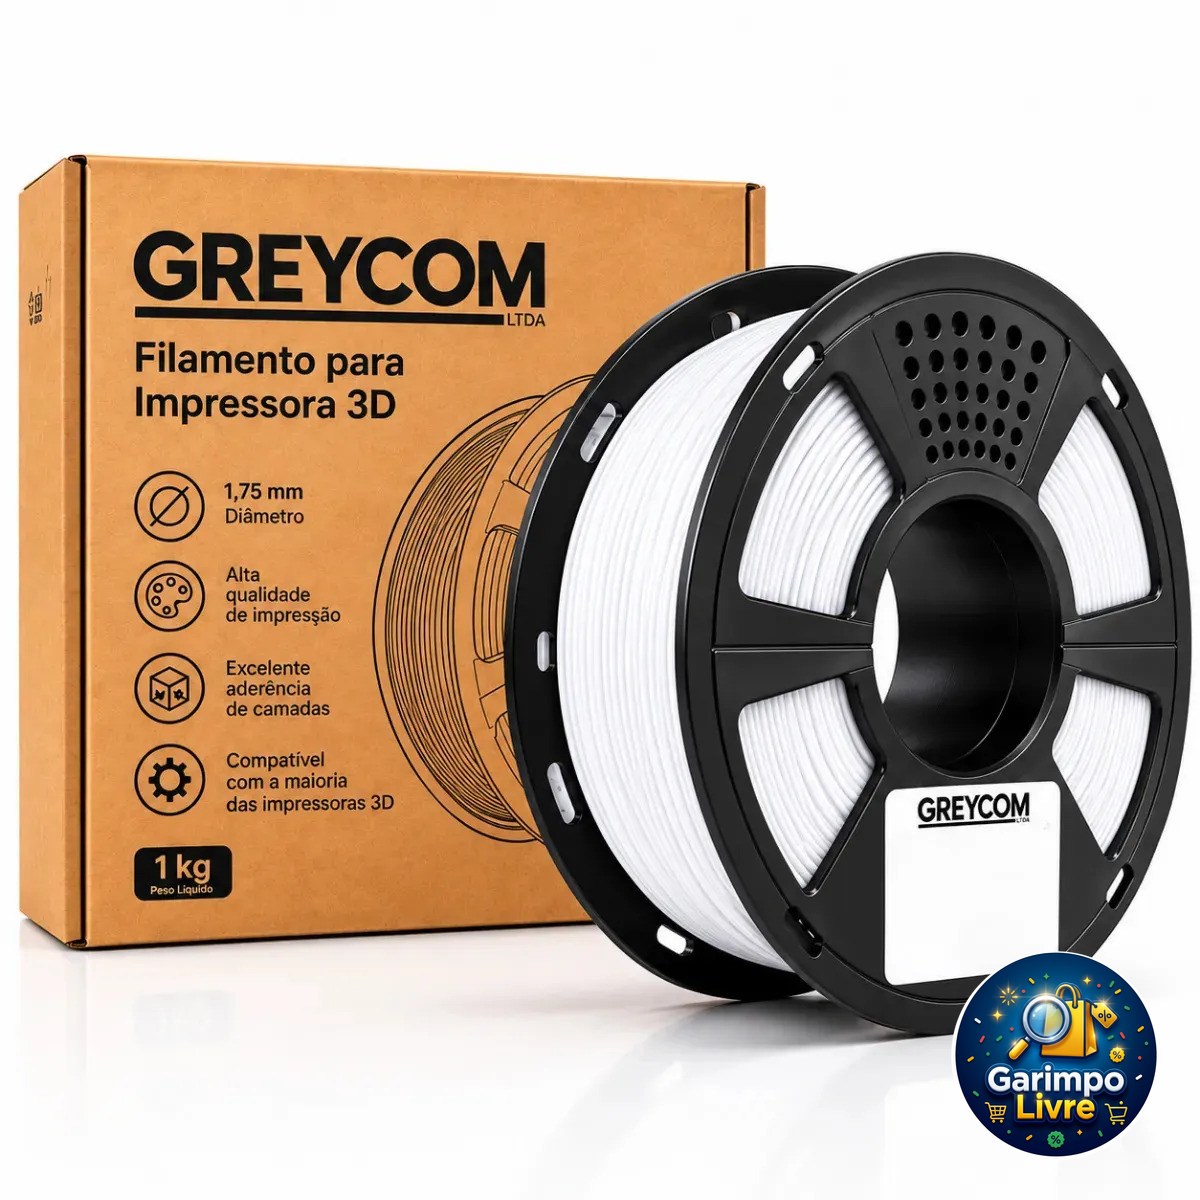 GREYCOM
LTDA
Filamento para
Impressora 3D
1,75 mm
Diâmetro
Alta
qualidade
de impressão
Excelente
aderência
de camadas
Compatível
com a maioria
das impressoras 3D
1 kg
Peso Líquido
GREYCOM
LTDA
Garimpo
Livre